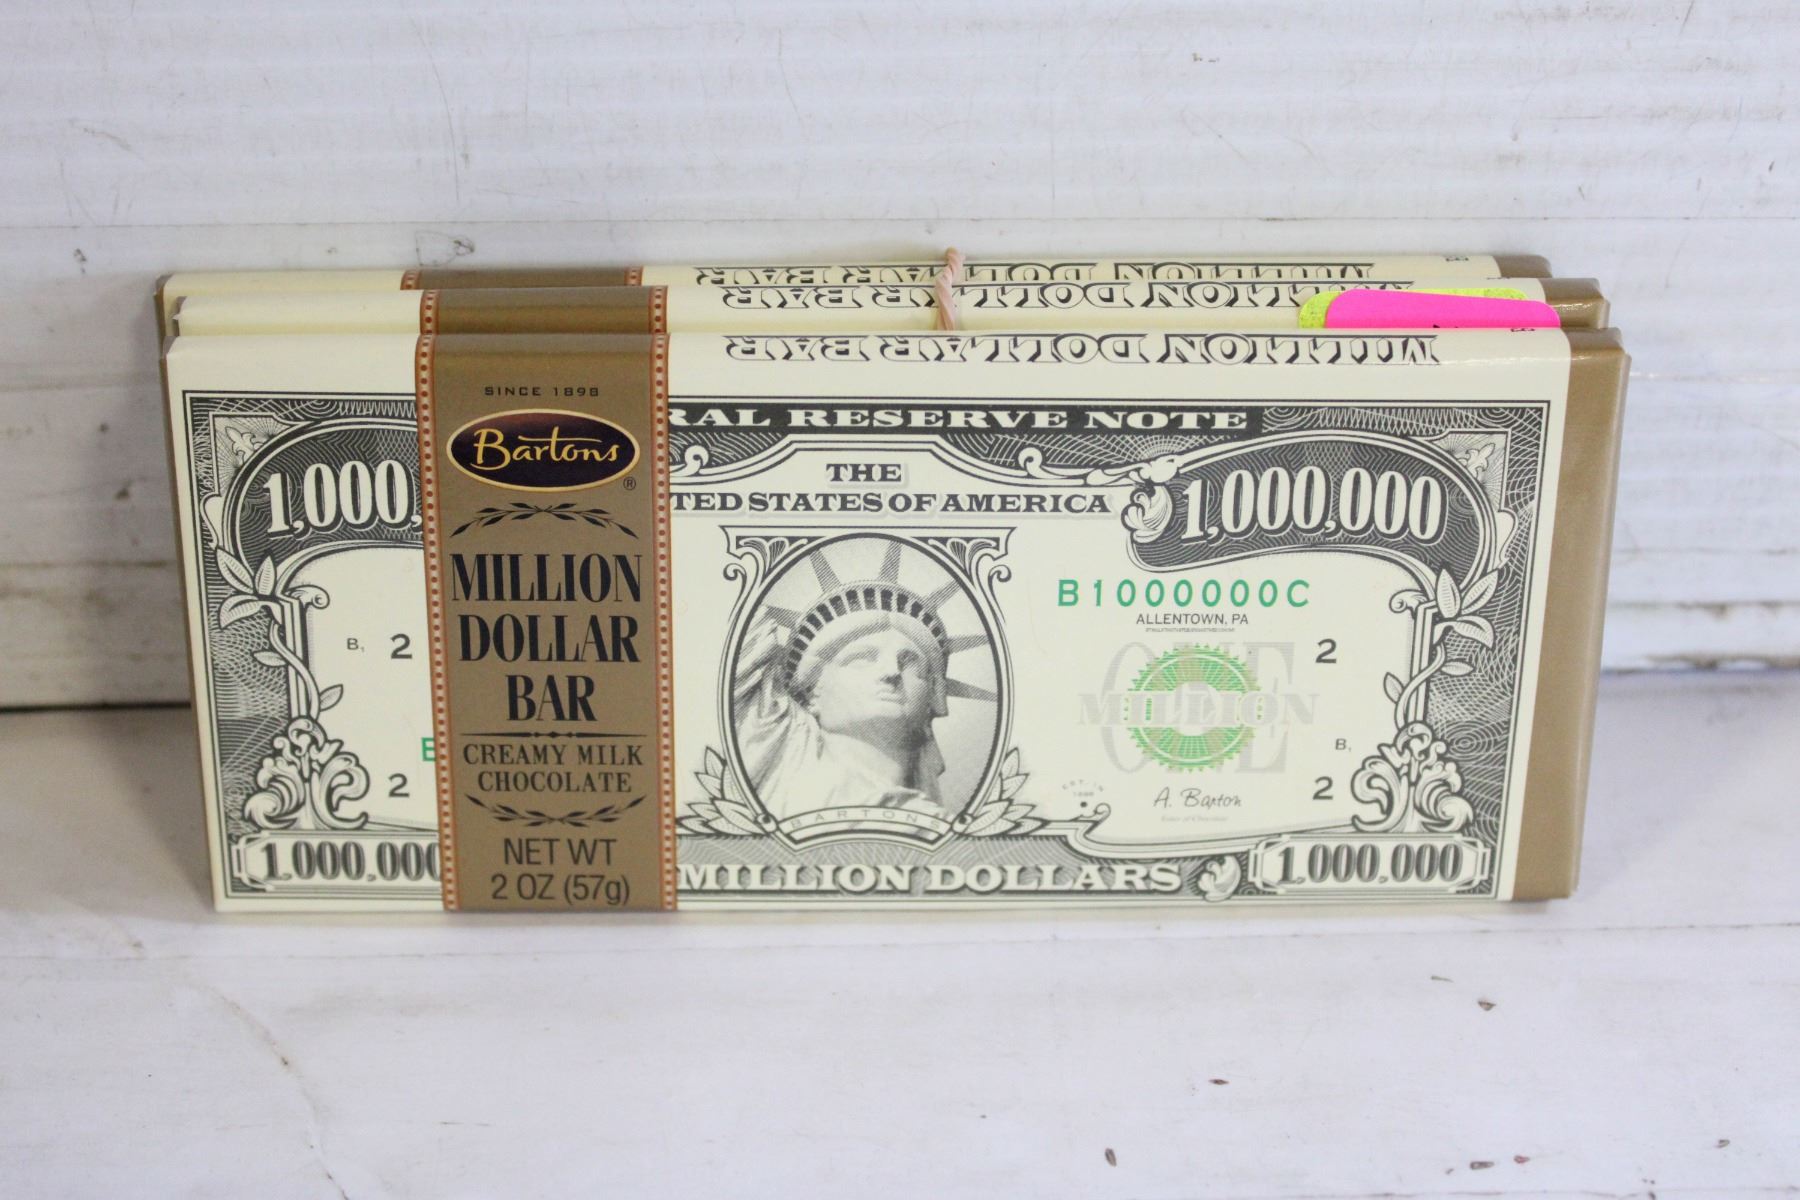 MILLION DOLLAR BAR
MILLION DOLLAR BAR
MILLION DOLLAR BAR
SINCE 1898
Bartons®
MILLION
DOLLAR
BAR
CREAMY MILK
CHOCOLATE
NET WT
2 OZ (57g)
RAL RESERVE NOTE
THE
TED STATES OF AMERICA
1,000,
1,000,000
B1000000C
ALLENTOWN, PA
B, 2
2
ONE
MILLION
B,
2
2
A. Barton
BARTONS
1,000,000
MILLION DOLLARS
1,000,000